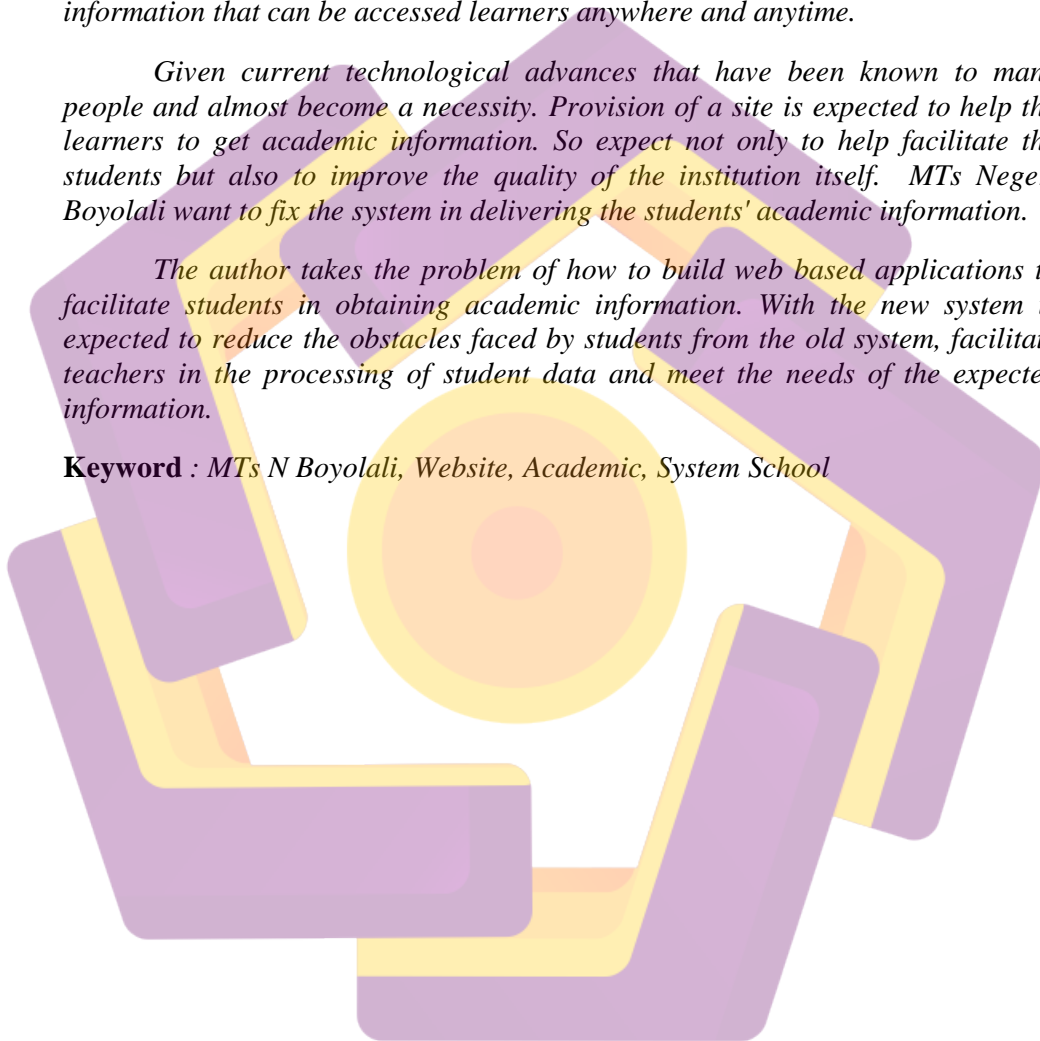 information that can be accessed learners anywhere and anytime.
Given current technological advances that have been known to man
people and almost become a necessity. Provision of a site is expected to help th
learners to get academic information. So expect not only to help facilitate th
students but also to improve the quality of the institution itself. MTs Neger
Boyolali want to fix the system in delivering the students' academic information.
The author takes the problem of how to build web based applications t
facilitate students in obtaining academic information. With the new system i
expected to reduce the obstacles faced by students from the old system, facilitat
teachers in the processing of student data and meet the needs of the expecte
information.
Keyword : MTs N Boyolali, Website, Academic, System School